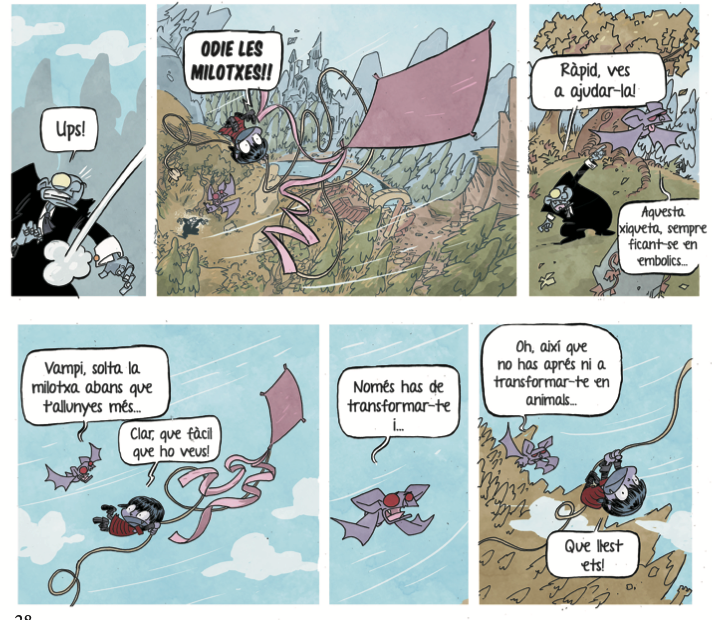 Ups!
ODIE LES
MILOTXES!!
Ràpid, ves
a ajudar-la!
Aquesta
xiqueta, sempre
ficant-se en
embolics...
Vampi, solta la
milotxa abans que
t'allunyes més...
Clar, que fàcil
que ho veus!
Només has de
transformar-te
i...
Oh, així que
no has aprés ni a
transformar-te en
animals...
Que llest
ets!
28